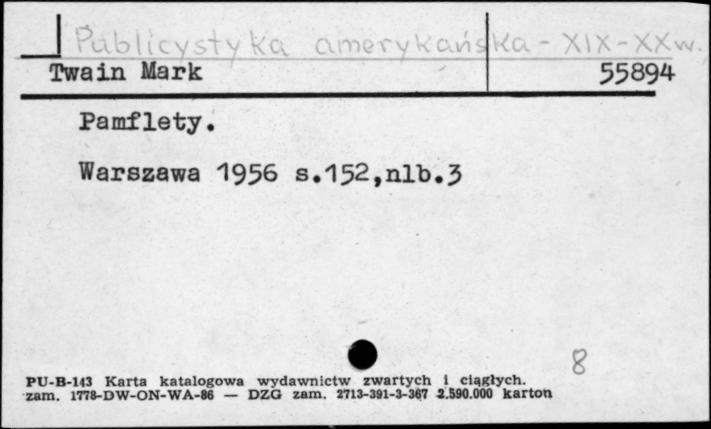 Publicystyka amerykańska - XIX-XXw.
Twain Mark 55894
Pamflety.
Warszawa 1956 s.152,nlb.3
8
PU-B-143 Karta katalogowa wydawnictw zwartych i ciągłych.
zam. 1778-DW-ON-WA-86 — DZG zam. 2713-391-3-367 2.590.000 karton